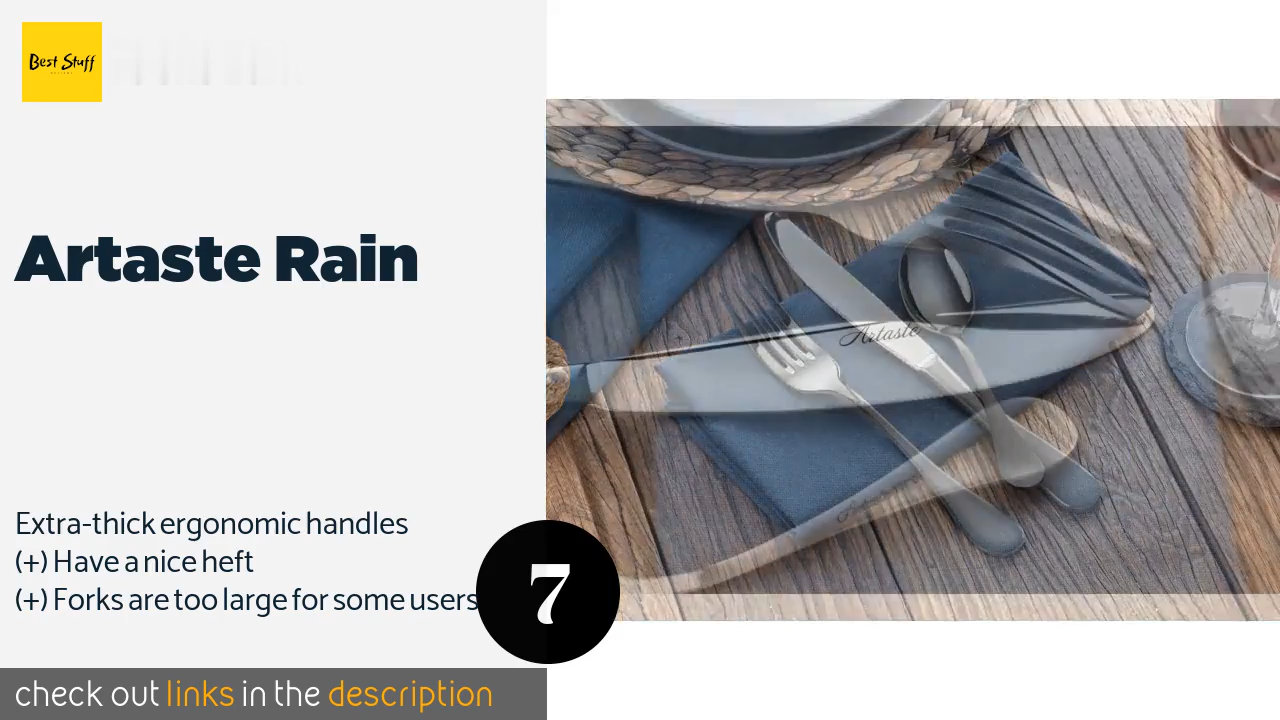 Best Stuff
Artaste Rain
Artaste
Extra-thick ergonomic handles
(+) Have a nice heft
(+) Forks are too large for some users
7
check out links in the description